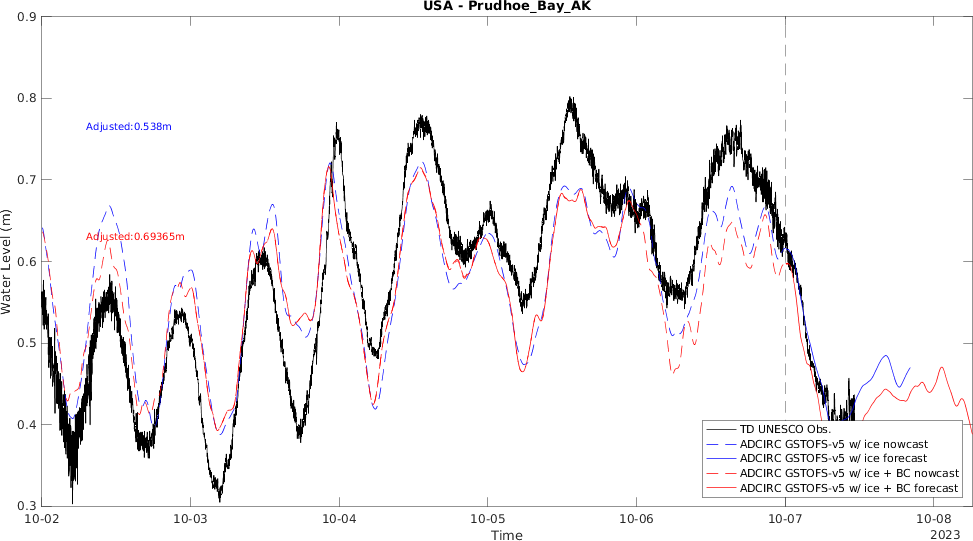 USA - Prudhoe_Bay_AK
0.9
0.8
0.7
0.6
0.5
0.4
0.3
Water Level (m)
Adjusted:0.538m
Adjusted:0.69365m
TD UNESCO Obs.
ADCIRC GSTOFS-v5 w/ ice nowcast
ADCIRC GSTOFS-v5 w/ ice forecast
ADCIRC GSTOFS-v5 w/ ice + BC nowcast
ADCIRC GSTOFS-v5 w/ ice + BC forecast
10-02 10-03 10-04 10-05 10-06 10-07 10-08
Time
2023